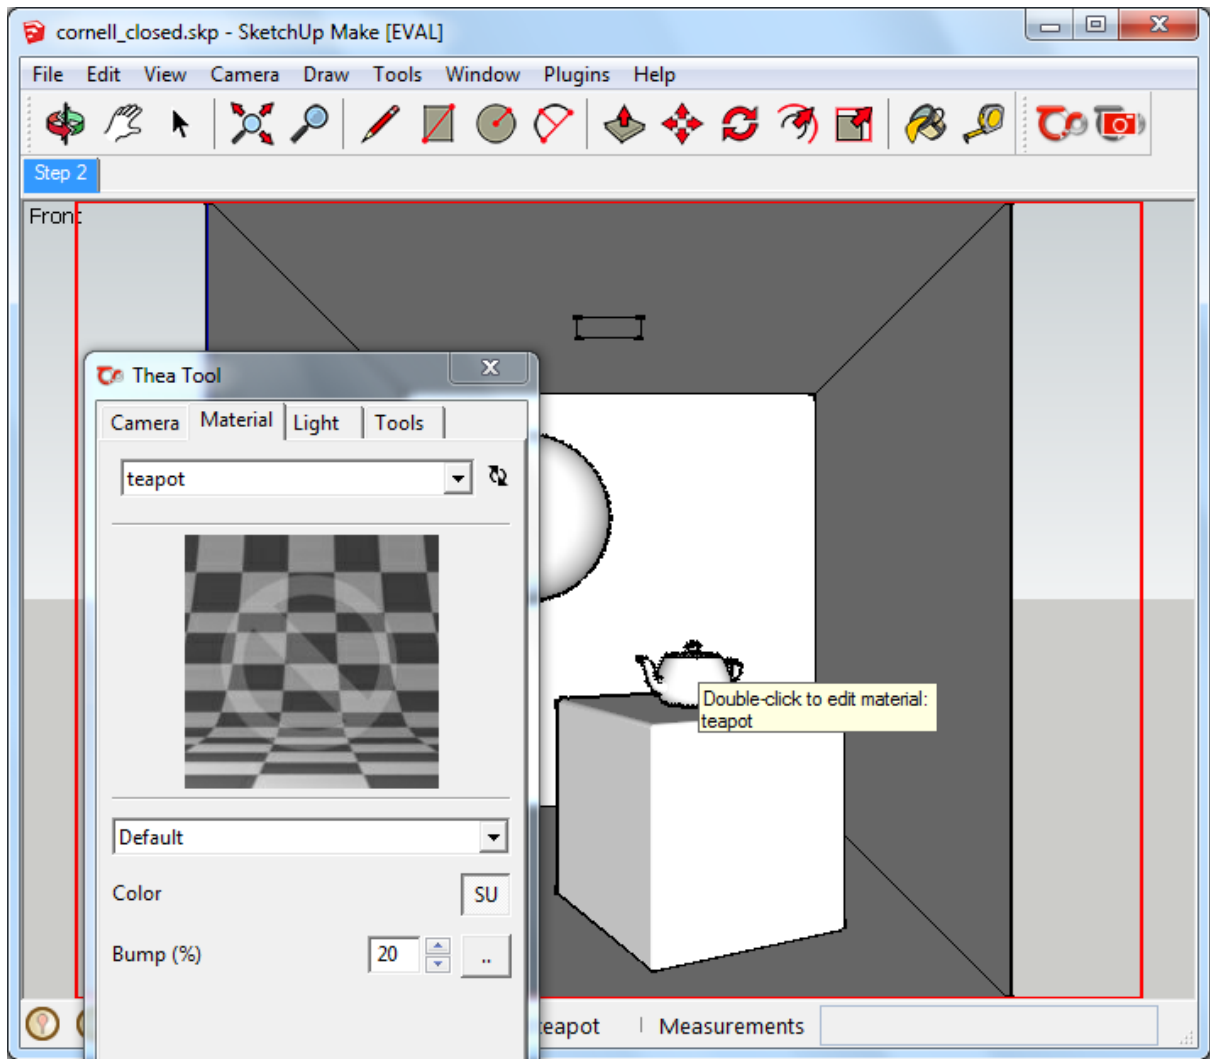 cornell_closed.skp - SketchUp Make [EVAL]
File Edit View Camera Draw Tools Window Plugins Help
Step 2
Front
Thea Tool
Camera Material Light Tools
teapot
Double-click to edit material:
teapot
Default
Color SU
Bump (%) 20 ..
teapot Measurements